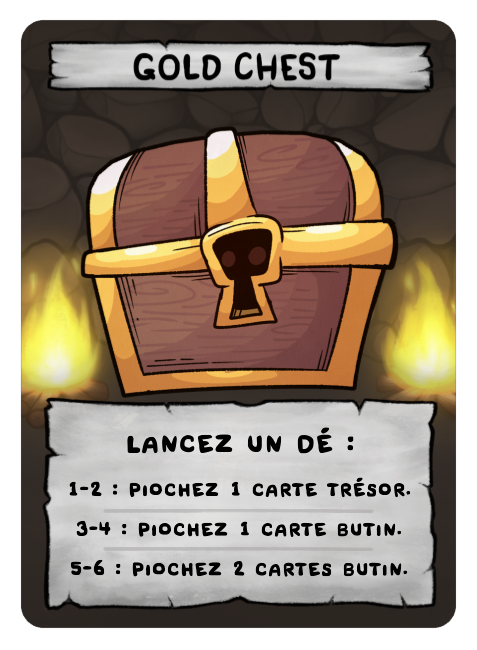 GOLD CHEST
LANCEZ UN DÉ :
1-2 : PIOCHEZ 1 CARTE TRÉSOR.
3-4 : PIOCHEZ 1 CARTE BUTIN.
5-6 : PIOCHEZ 2 CARTES BUTIN.